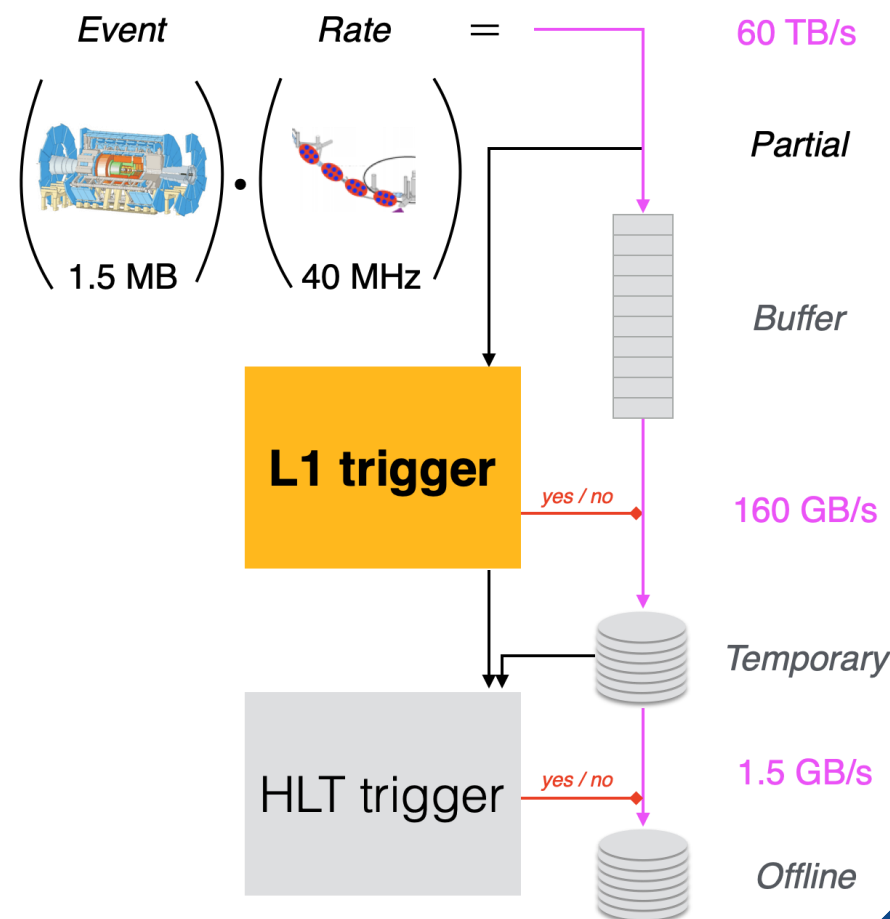 Event Rate = 60 TB/s
Partial
1.5 MB • 40 MHz
Buffer
L1 trigger
yes / no
160 GB/s
Temporary
HLT trigger
yes / no
1.5 GB/s
Offline